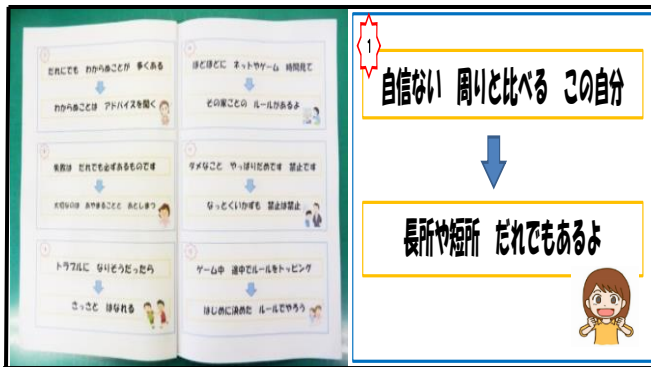 だれにでも わからぬことが 多くある
わからぬことは アドバイスを聞く
失敗は だれでも必ずあるものです
大切なのは あやまることと あとしまつ
トラブルに なりそうだったら
さっさと はなれる
ほどほどに ネットやゲーム 時間見て
その家ごとの ルールがあるよ
ダメなこと やっぱりだめです 禁止です
なっとくいかずも 禁止は禁止
ゲーム中 途中でルールをトッピング
はじめに決めた ルールでやろう
1
自信ない 周りと比べる この自分
長所や短所 だれでもあるよ